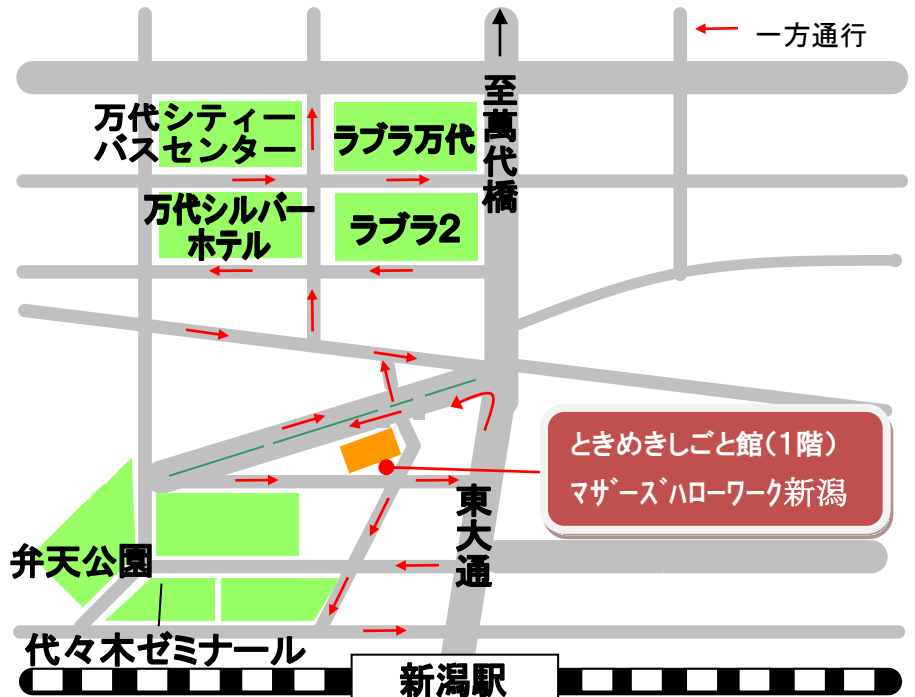 一方通行
至萬代橋
万代シティー
バスセンター
ラブラ万代
万代シルバー
ホテル
ラブラ2
ときめきしごと館(1階)
マザーズハローワーク新潟
東大通
弁天公園
代々木ゼミナール
新潟駅